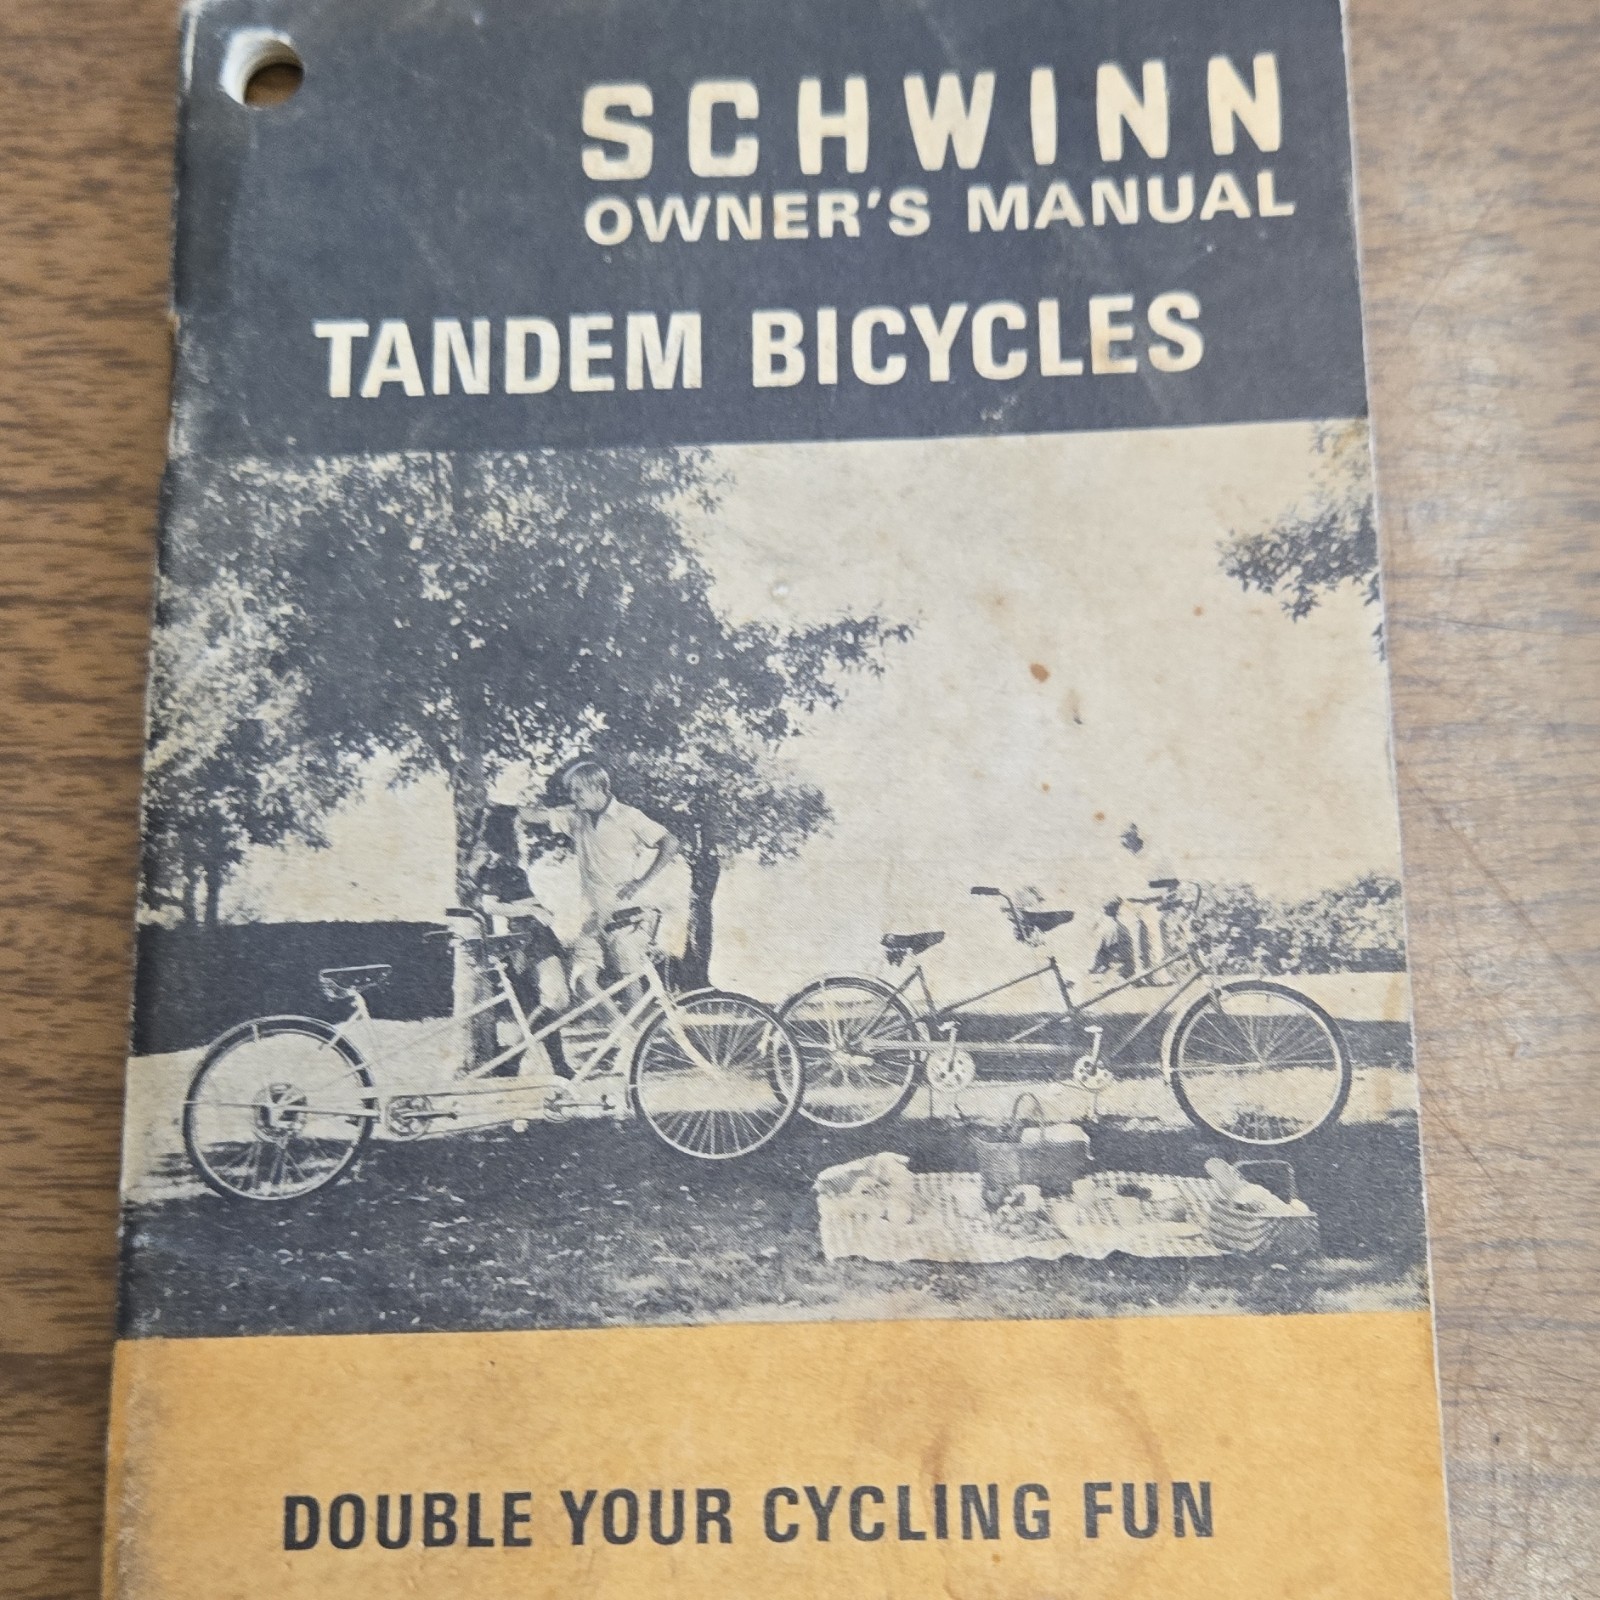 SCHWINN
OWNER'S MANUAL
TANDEM BICYCLES
DOUBLE YOUR CYCLING FUN